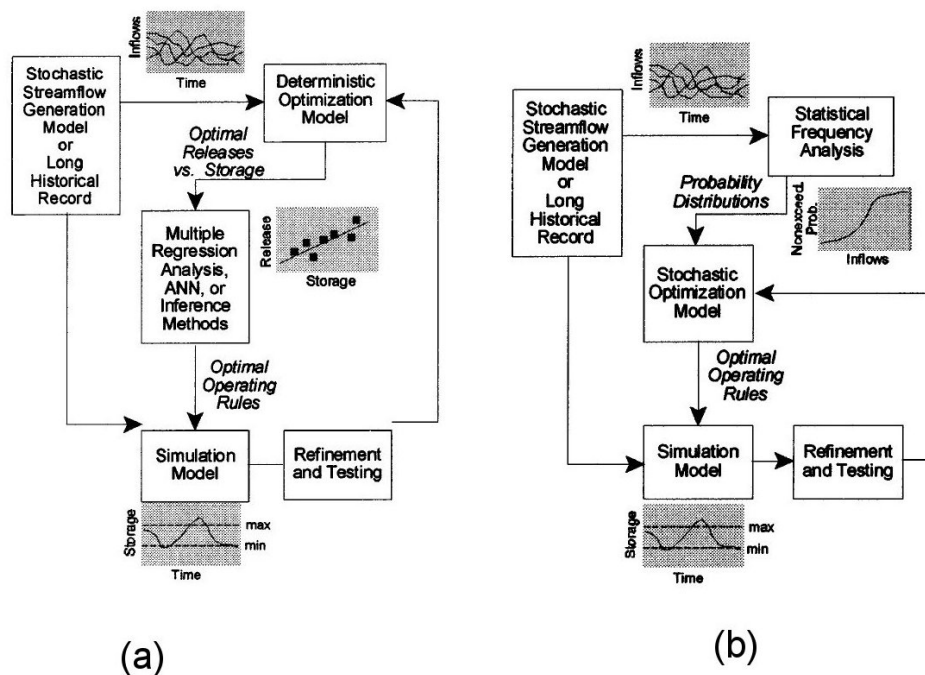 Inflows
Time
Stochastic
Streamflow
Generation
Model
or
Long
Historical
Record
Deterministic
Optimization
Model
Optimal
Releases
vs. Storage
Multiple
Regression
Analysis,
ANN, or
Inference
Methods
Release
Storage
Optimal
Operating
Rules
Simulation
Model
Refinement
and Testing
Storage
max
min
Time
(a)
Inflows
Time
Stochastic
Streamflow
Generation
Model
or
Long
Historical
Record
Statistical
Frequency
Analysis
Probability
Distributions
Nonexceed.
Prob.
Inflows
Stochastic
Optimization
Model
Optimal
Operating
Rules
Simulation
Model
Refinement
and Testing
Storage
max
min
Time
(b)